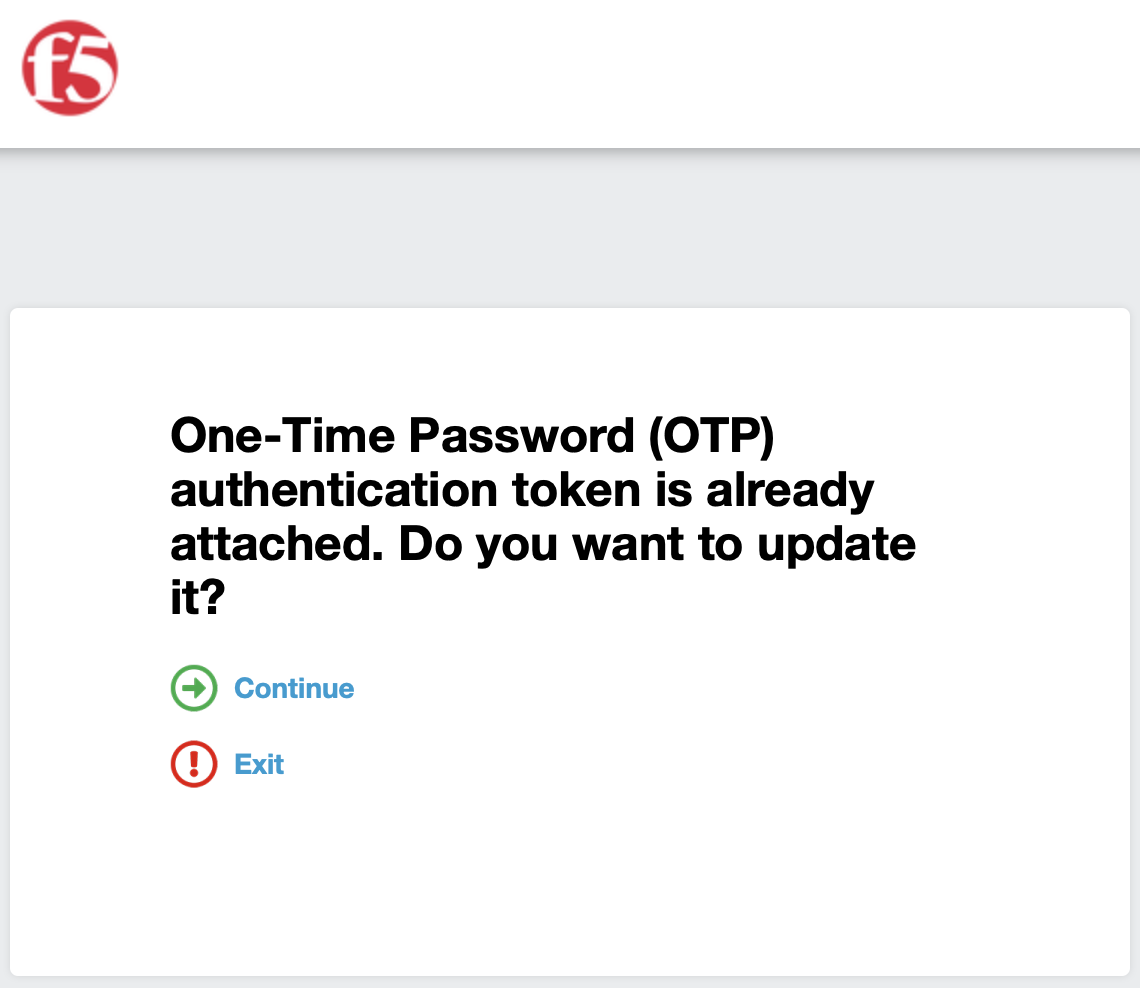 f5
One-Time Password (OTP)
authentication token is already
attached. Do you want to update
it?
Continue
Exit